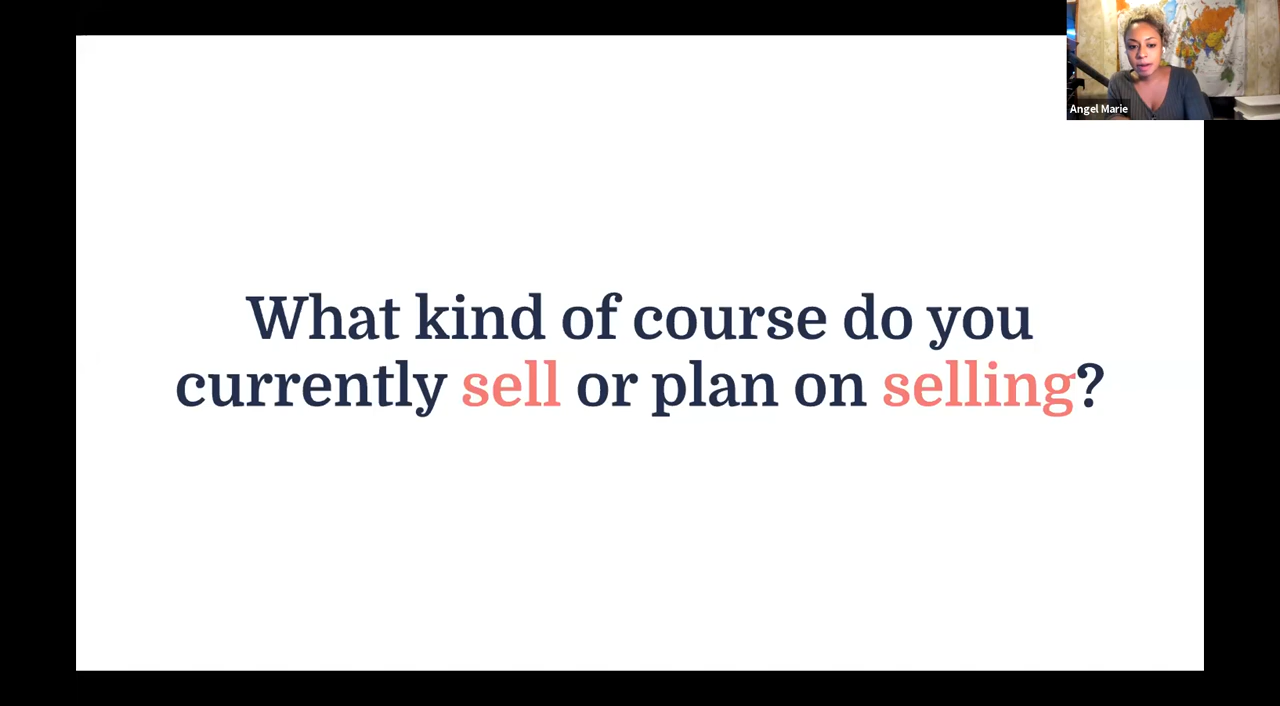 Angel Marie
What kind of course do you
currently sell or plan on selling?